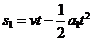 s₁ = vt − 1/2 a₁t²